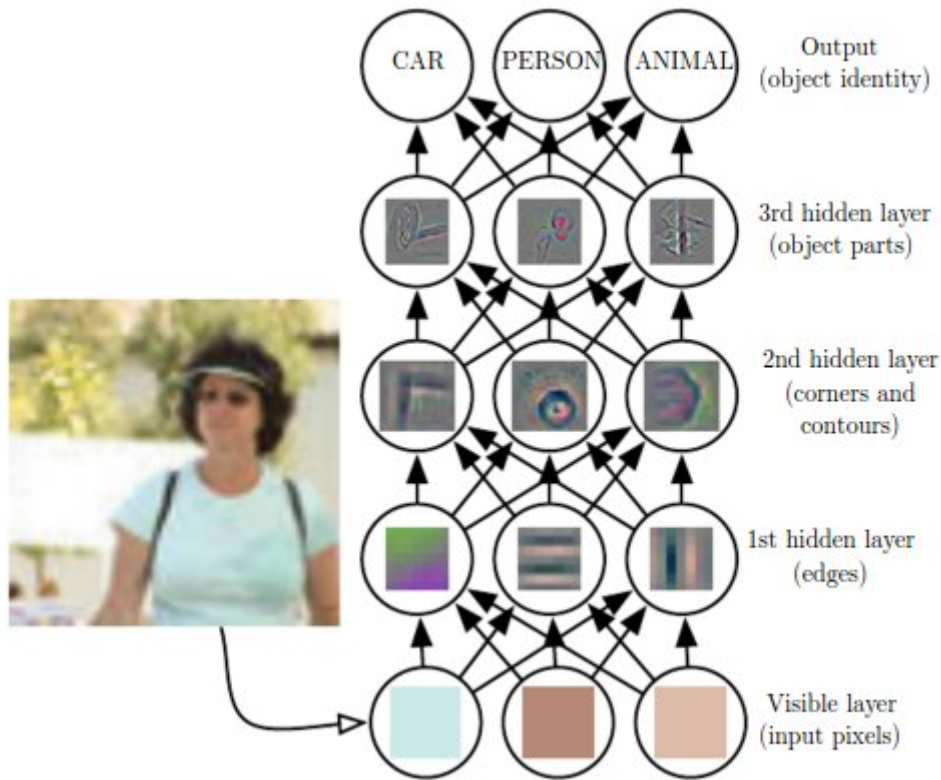 CAR PERSON ANIMAL
Output
(object identity)
3rd hidden layer
(object parts)
2nd hidden layer
(corners and
contours)
1st hidden layer
(edges)
Visible layer
(input pixels)